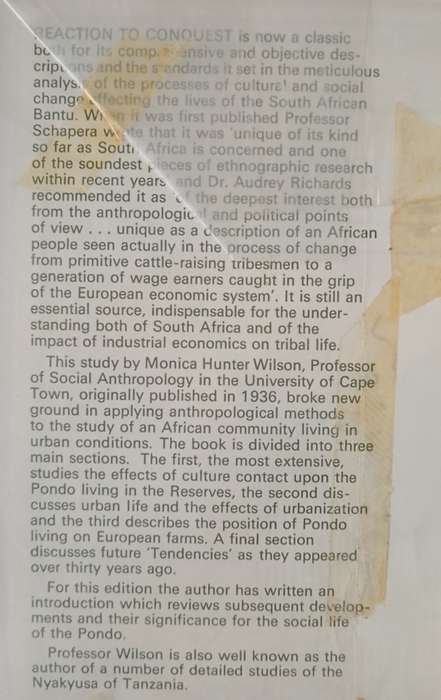 REACTION TO CONQUEST is now a classic
both for its comprehensive and objective des-
criptions and the standards it set in the meticulous
analysis of the processes of cultural and social
change affecting the lives of the South African
Bantu. When it was first published Professor
Schapera wrote that it was 'unique of its kind
so far as South Africa is concerned and one
of the soundest pieces of ethnographic research
within recent years' and Dr. Audrey Richards
recommended it as 'of the deepest interest both
from the anthropological and political points
of view . . . unique as a description of an African
people seen actually in the process of change
from primitive cattle-raising tribesmen to a
generation of wage earners caught in the grip
of the European economic system'. It is still an
essential source, indispensable for the under-
standing both of South Africa and of the
impact of industrial economics on tribal life.
This study by Monica Hunter Wilson, Professor
of Social Anthropology in the University of Cape
Town, originally published in 1936, broke new
ground in applying anthropological methods
to the study of an African community living in
urban conditions. The book is divided into three
main sections. The first, the most extensive,
studies the effects of culture contact upon the
Pondo living in the Reserves, the second dis-
cusses urban life and the effects of urbanization
and the third describes the position of Pondo
living on European farms. A final section
discusses future 'Tendencies' as they appeared
over thirty years ago.
For this edition the author has written an
introduction which reviews subsequent develop-
ments and their significance for the social life
of the Pondo.
Professor Wilson is also well known as the
author of a number of detailed studies of the
Nyakyusa of Tanzania.